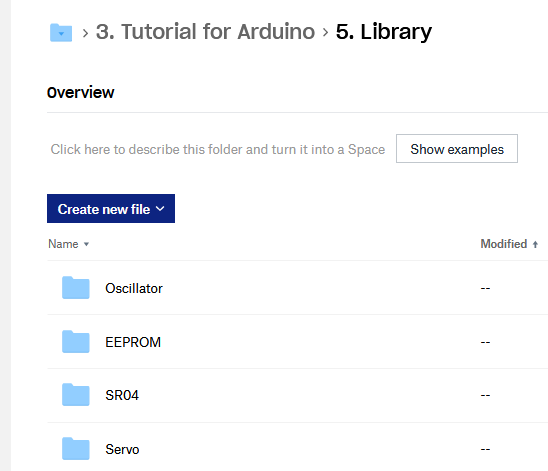 3. Tutorial for Arduino › 5. Library
Overview
Click here to describe this folder and turn it into a Space Show examples
Create new file
Name Modified
Oscillator --
EEPROM --
SR04 --
Servo --